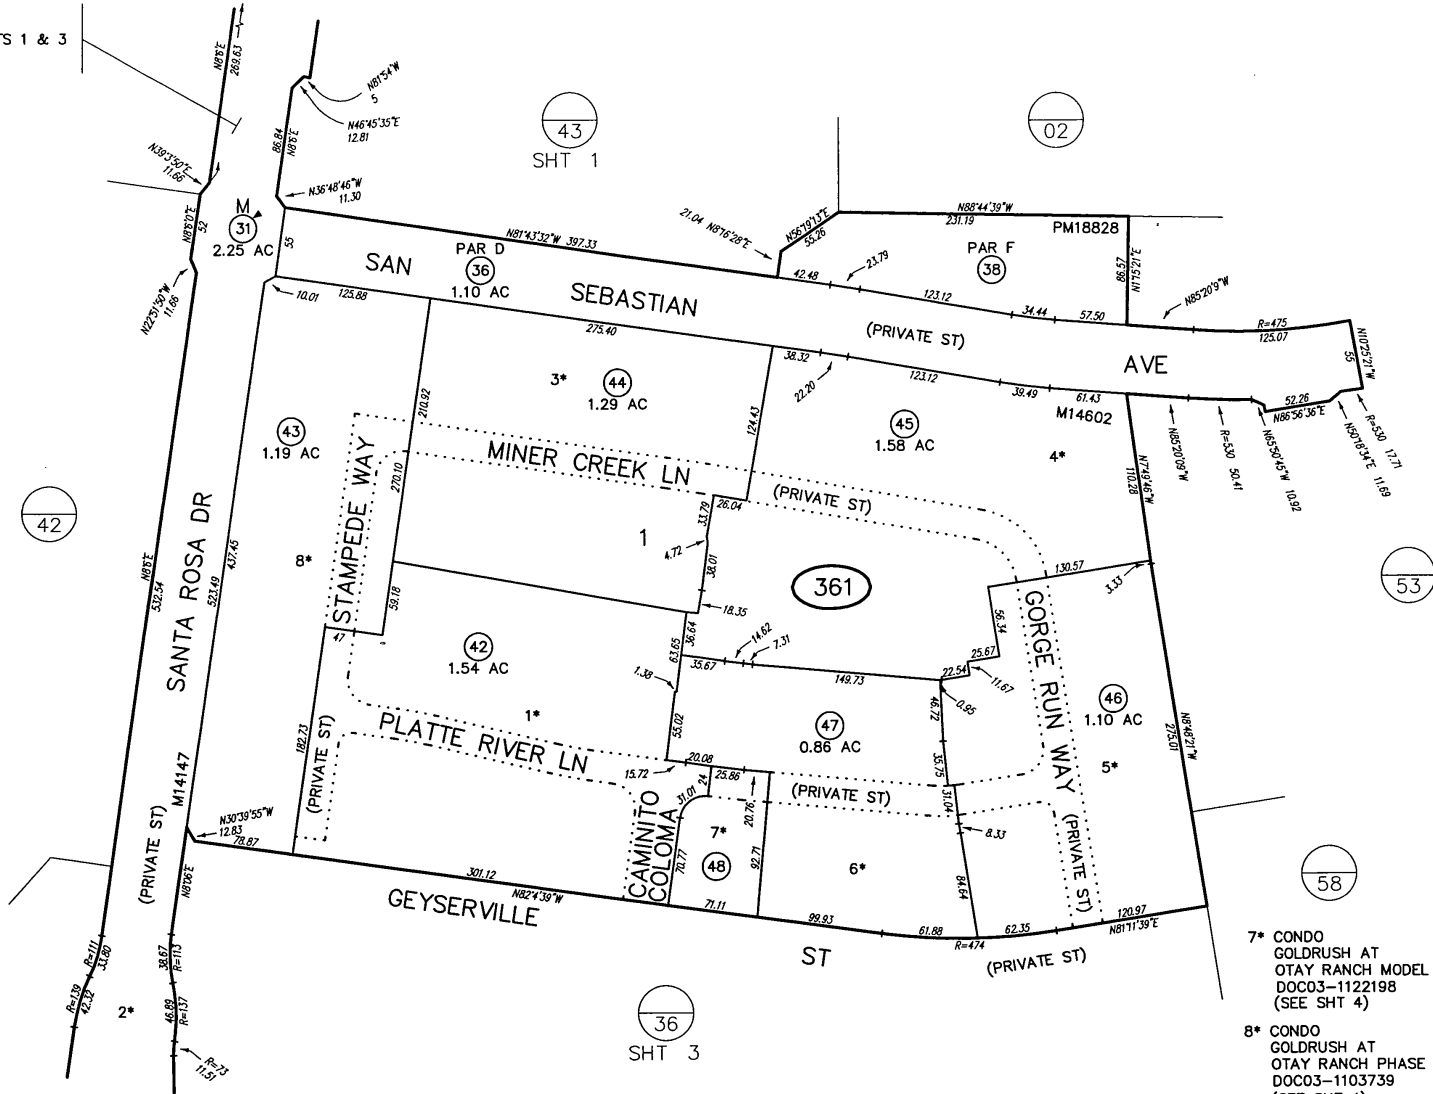 TS 1 & 3
N8°6'E
269.63
N81°54'W
5
N46°45'35"E
12.81
86.84
N8°6'E
43
SHT 1
02
N39°3'50"E
11.66
N36°48'46"W
11.30
M
31
2.25 AC
N8°6'0"E
52
55
N22°51'50"W
11.66
N81°43'32"W 397.33
21.04 N8°16'28"E
N56°19'13"E
55.26
N88°44'39"W
231.19
PM18828
PAR F
38
N1°15'21"E
86.57
PAR D
36
1.10 AC
SAN
SEBASTIAN
(PRIVATE ST)
AVE
42.48
23.79
123.12
34.44
57.50
N85°20'9"W
R=475
125.07
N10°25'21"W
55
10.01
125.88
275.40
38.32
22.20
123.12
39.49
61.43
M14602
52.26
N86°56'36"E
R=530 17.71
N50°18'34"E 11.69
N65°50'45"W 10.92
R=530 50.41
N85°20'09"W
3*
44
1.29 AC
210.92
124.43
45
1.58 AC
4*
N7°49'46"W
110.28
43
1.19 AC
42
STAMPEDE WAY
MINER CREEK LN
(PRIVATE ST)
270.10
26.04
33.79
1
4.72
38.01
18.35
361
130.57
3.33
53
SANTA ROSA DR
N8°6'E
532.54
523.49
437.45
8*
59.18
47
42
1.54 AC
36.64
63.65
35.67
14.62
7.31
149.73
1.38
56.34
25.67
22.54
11.67
0.95
GORGE RUN WAY
46
1.10 AC
N8°48'21"W
275.01
5*
1*
PLATTE RIVER LN
55.02
47
0.86 AC
46.72
35.75
182.73
(PRIVATE ST)
M14147
15.72
20.08
25.86
24
31.01
20.76
(PRIVATE ST)
31.04
8.33
(PRIVATE ST)
CAMINITO
COLOMA
7*
48
70.77
92.71
6*
84.64
(PRIVATE ST)
N30°39'55"W
12.83
78.87
N8°06'E
301.12
N82°4'39"W
GEYSERVILLE
71.11
99.93
61.88
R=474
62.35
120.97
N81°11'39"E
ST
(PRIVATE ST)
58
R=111
33.80
R=139
42.32
2*
38.67
R=113
46.89
R=137
R=73
11.51
36
SHT 3
7* CONDO
GOLDRUSH AT
OTAY RANCH MODEL
DOC03-1122198
(SEE SHT 4)
8* CONDO
GOLDRUSH AT
OTAY RANCH PHASE
DOC03-1103739
(SEE SHT 4)